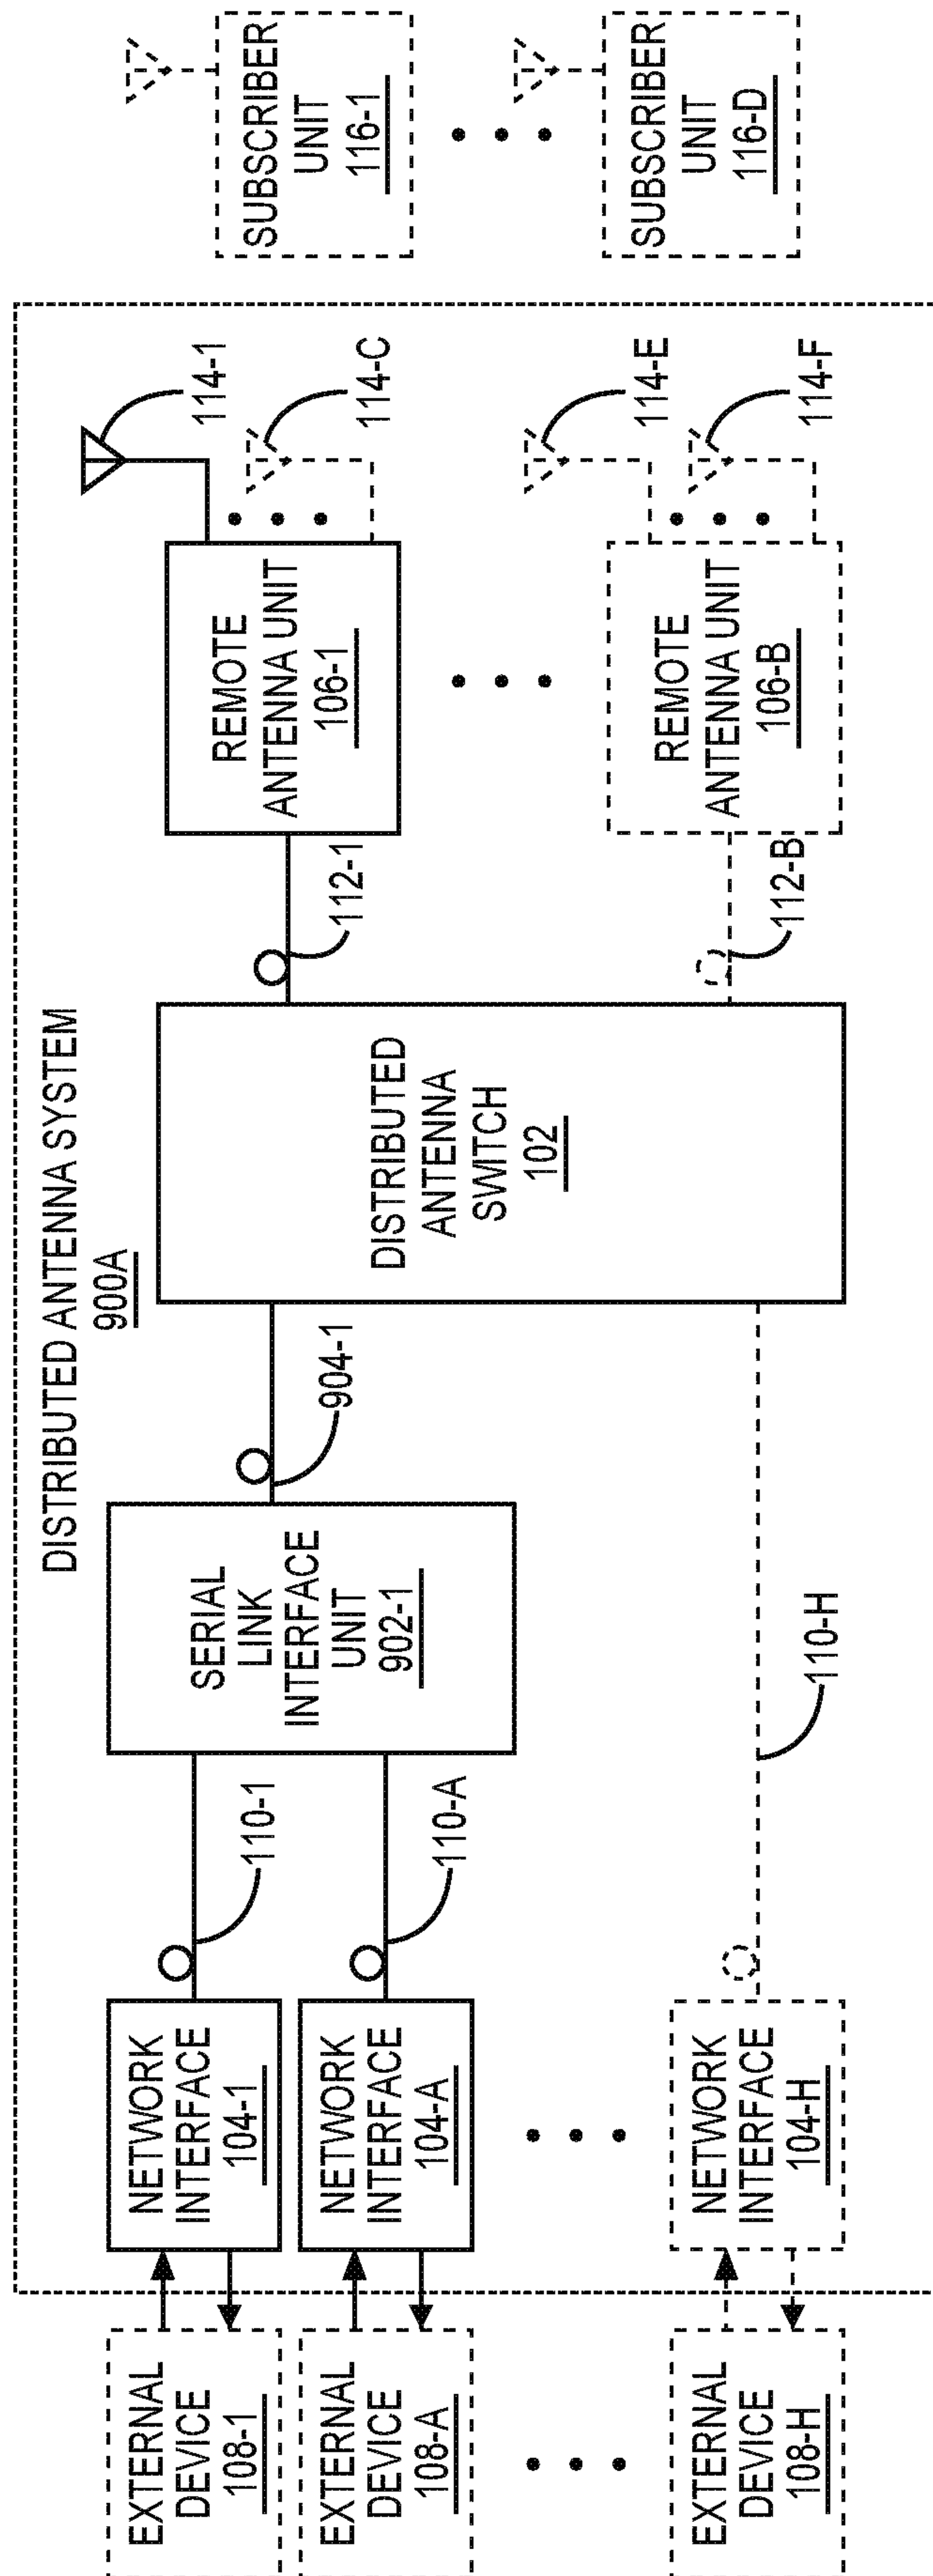 DISTRIBUTED ANTENNA SYSTEM
900A
EXTERNAL
DEVICE
108-1
NETWORK
INTERFACE
104-1
110-1
SERIAL
LINK
INTERFACE
UNIT
902-1
904-1
DISTRIBUTED
ANTENNA
SWITCH
102
112-1
REMOTE
ANTENNA UNIT
106-1
114-1
114-C
SUBSCRIBER
UNIT
116-1
EXTERNAL
DEVICE
108-A
NETWORK
INTERFACE
104-A
110-A
EXTERNAL
DEVICE
108-H
NETWORK
INTERFACE
104-H
110-H
112-B
REMOTE
ANTENNA UNIT
106-B
114-E
114-F
SUBSCRIBER
UNIT
116-D